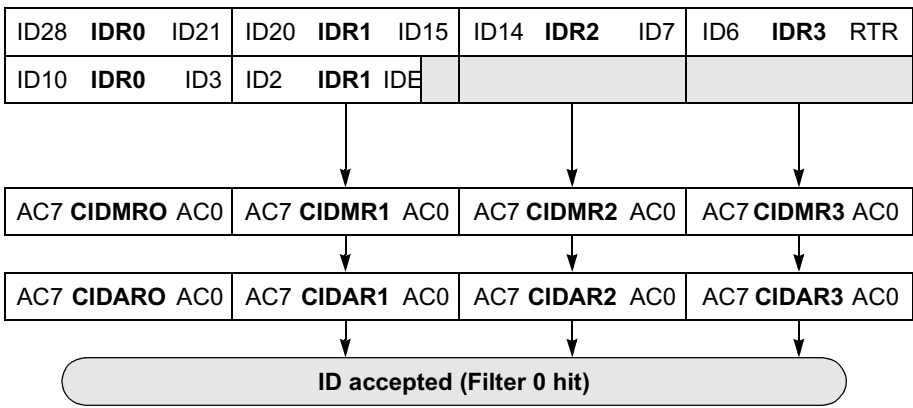 ID28 IDR0 ID21 ID20 IDR1 ID15 ID14 IDR2 ID7 ID6 IDR3 RTR
ID10 IDR0 ID3 ID2 IDR1 IDE
AC7 CIDMRO AC0 AC7 CIDMR1 AC0 AC7 CIDMR2 AC0 AC7 CIDMR3 AC0
AC7 CIDARO AC0 AC7 CIDAR1 AC0 AC7 CIDAR2 AC0 AC7 CIDAR3 AC0
ID accepted (Filter 0 hit)